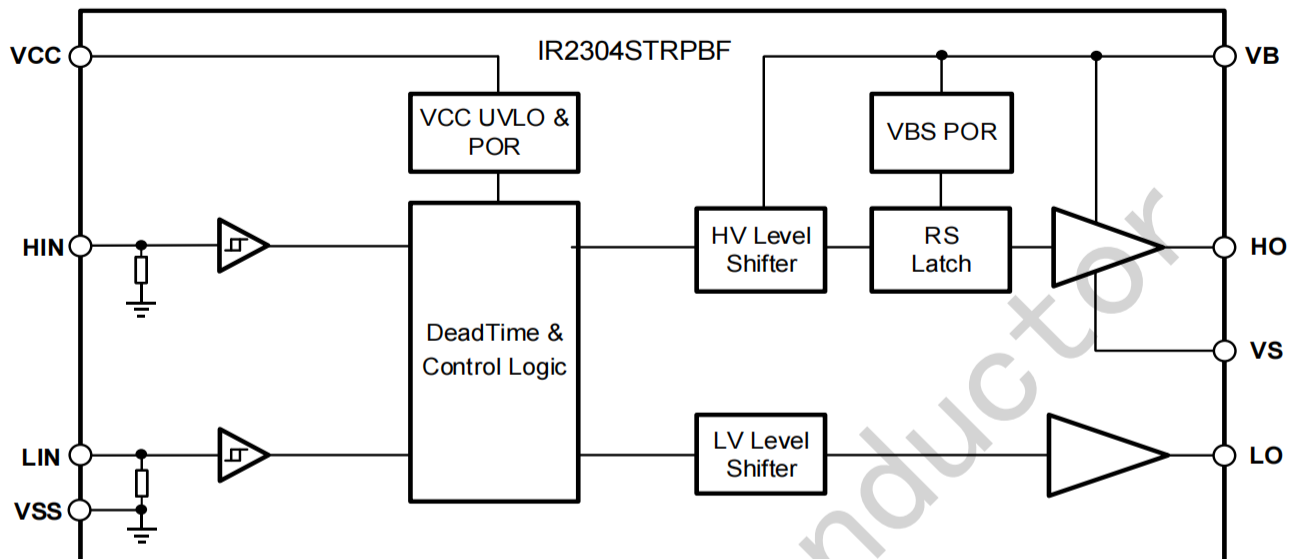 IR2304STRPBF
VCC
VB
VCC UVLO &
POR
VBS POR
HIN
HV Level
Shifter
RS
Latch
HO
DeadTime &
Control Logic
VS
LIN
LV Level
Shifter
LO
VSS
nductor